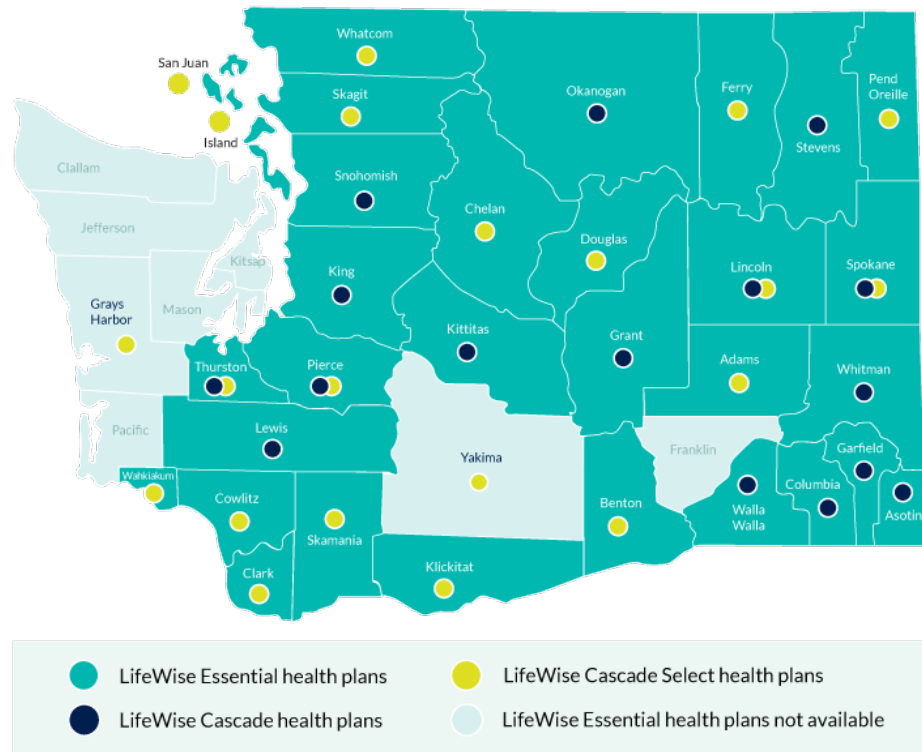 Whatcom
San Juan
Skagit
Island
Okanogan
Ferry
Pend
Oreille
Stevens
Clallam
Snohomish
Chelan
Jefferson
Douglas
Kitsap
King
Lincoln
Spokane
Grays
Harbor
Mason
Kittitas
Grant
Thurston
Pierce
Adams
Whitman
Pacific
Lewis
Yakima
Franklin
Garfield
Wahkiakum
Columbia
Walla
Walla
Asotin
Cowlitz
Skamania
Benton
Clark
Klickitat
LifeWise Essential health plans
LifeWise Cascade Select health plans
LifeWise Cascade health plans
LifeWise Essential health plans not available